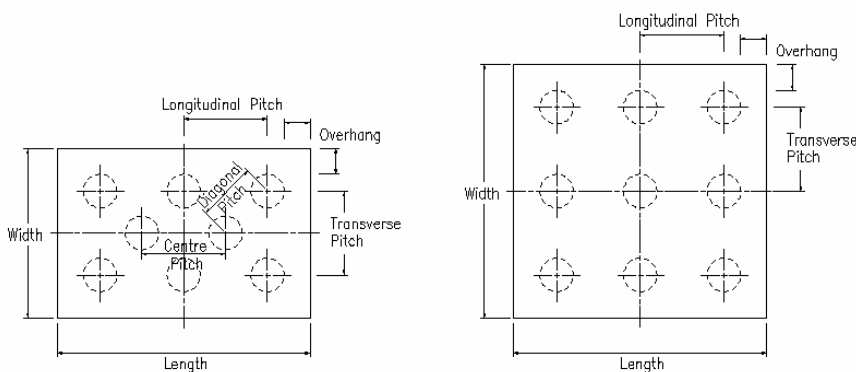 Longitudinal Pitch
Overhang
Diagonal
Pitch
Width
Centre
Pitch
Transverse
Pitch
Length
Longitudinal Pitch
Overhang
Transverse
Pitch
Width
Length